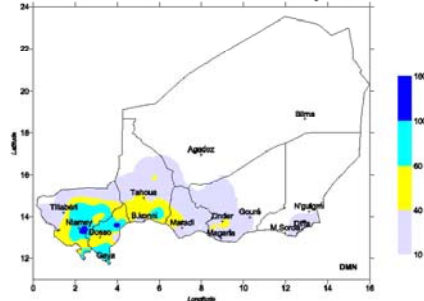 24
22
20
18
16
14
12
0 2 4 6 8 10 12 14 16
Latitude
Longitude
Bilma
Agadez
Tahoua
Tillabéri
Niamey
Dosso
B.konni
Maradi
Zinder
Gouré
Magaria
N'guigmi
Diffa
M.Soroa
Gaya
DMN
160
100
60
40
10